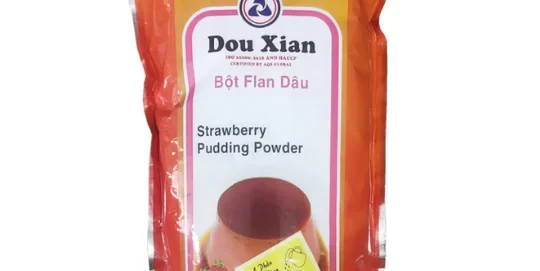 Dou Xian
ISO 22000: 2018 AND HACCP
CERTIFIED BY AQS GLOBAL
Bột Flan Dâu
Strawberry
Pudding Powder